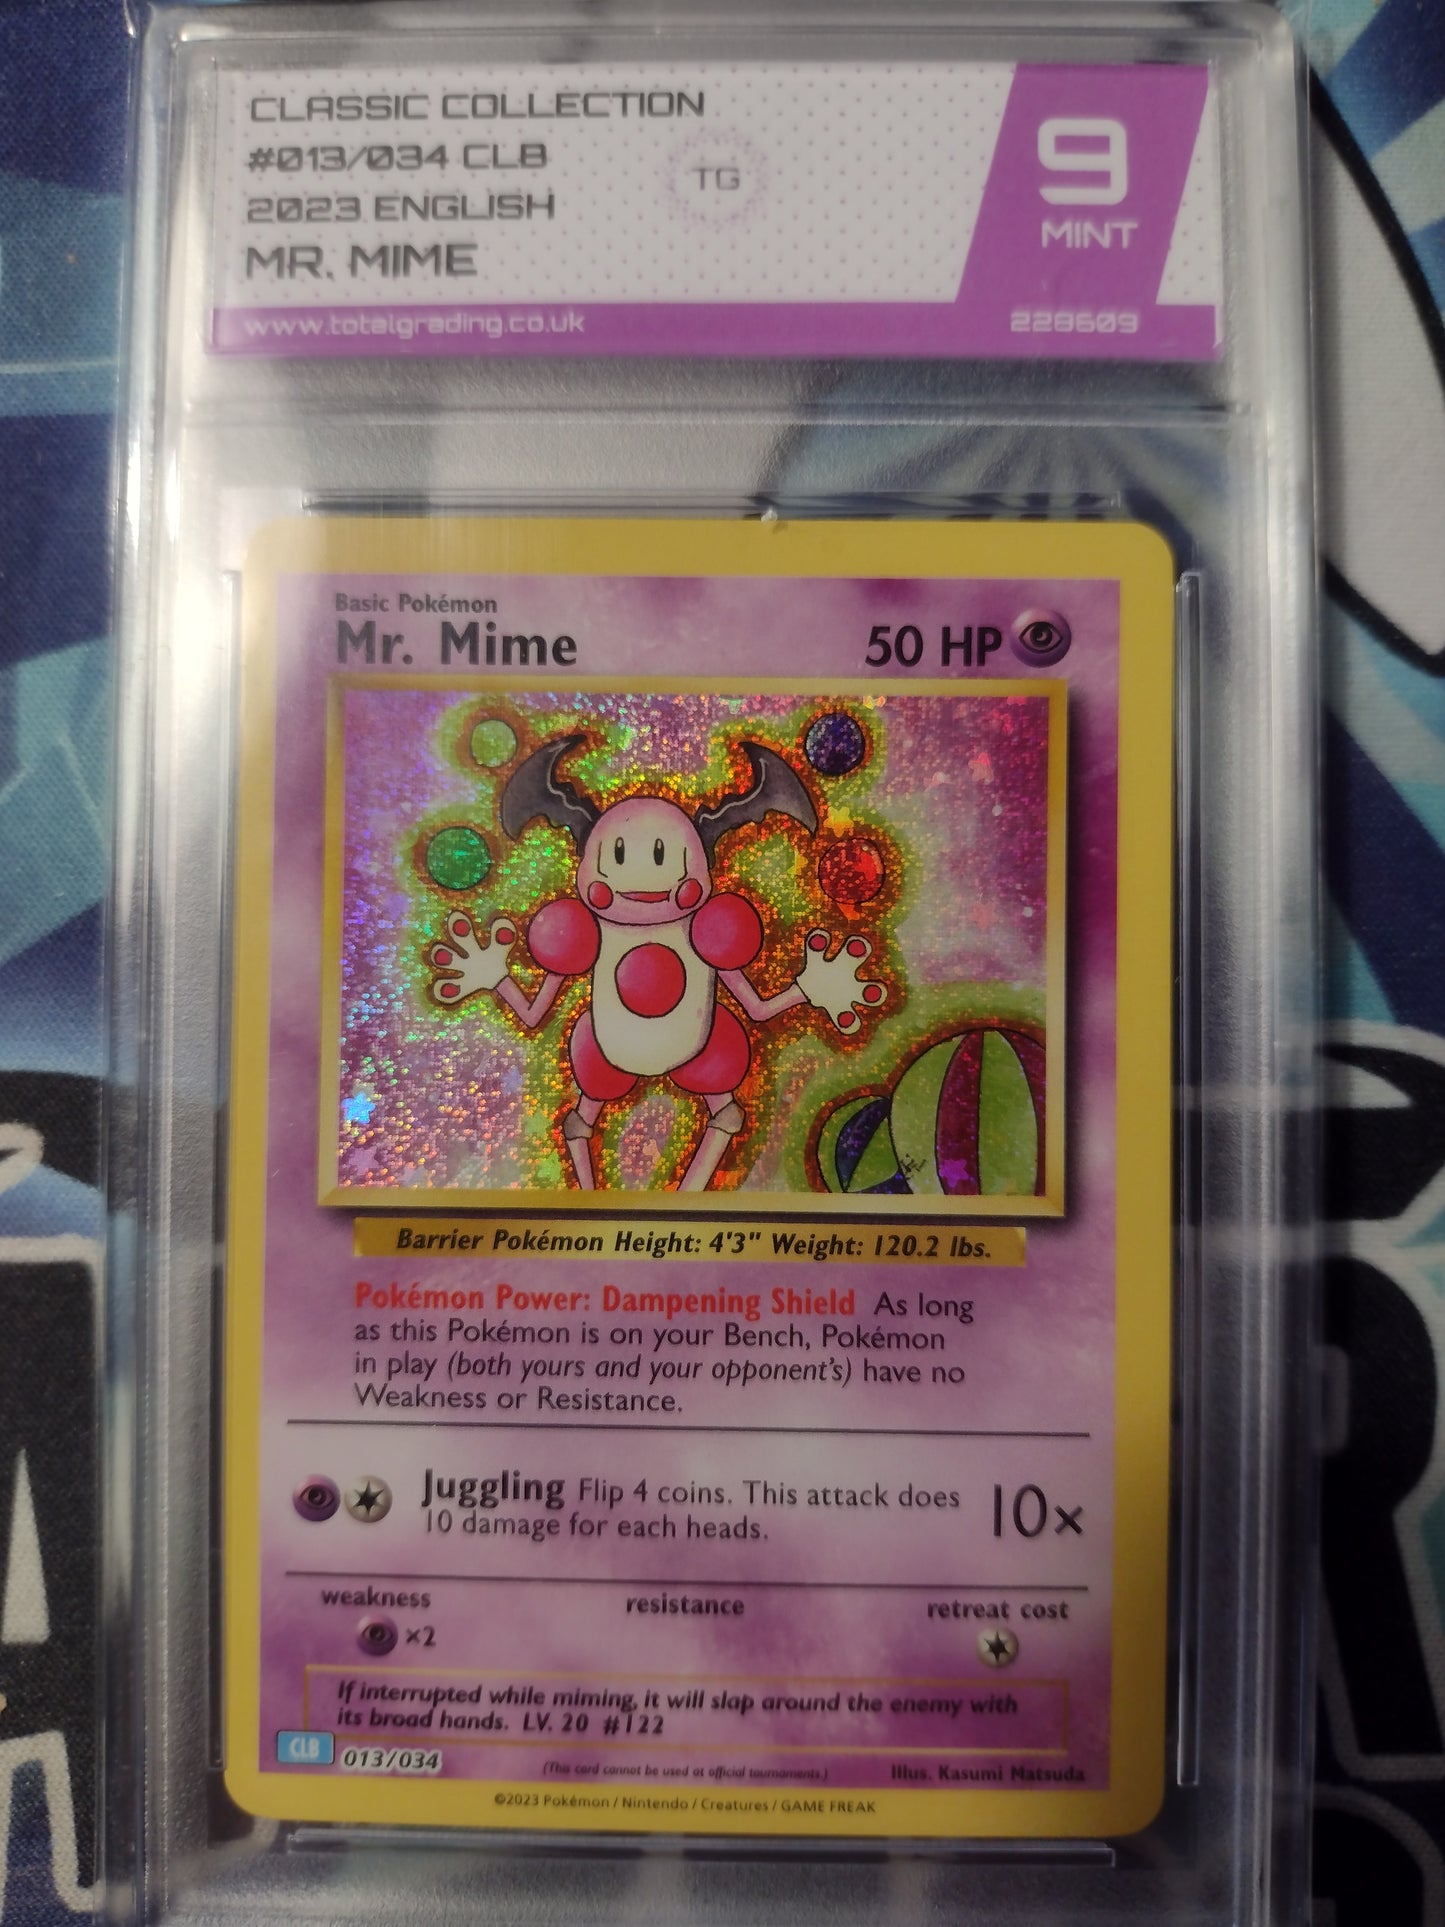 CLASSIC COLLECTION
#013/034 CLB
2023 ENGLISH
MR. MIME
TG
9
MINT
www.totalgrading.co.uk
228609
Basic Pokémon
Mr. Mime
50 HP
Barrier Pokémon Height: 4'3" Weight: 120.2 lbs.
Pokémon Power: Dampening Shield As long
as this Pokémon is on your Bench, Pokémon
in play (both yours and your opponent's) have no
Weakness or Resistance.
Juggling Flip 4 coins. This attack does
10 damage for each heads.
10×
weakness
resistance
retreat cost
×2
If interrupted while miming, it will slap around the enemy with
its broad hands. LV. 20 #122
CLB
013/034
(This card cannot be used at official tournaments.)
Illus. Kasumi Matsuda
©2023 Pokémon / Nintendo / Creatures / GAME FREAK